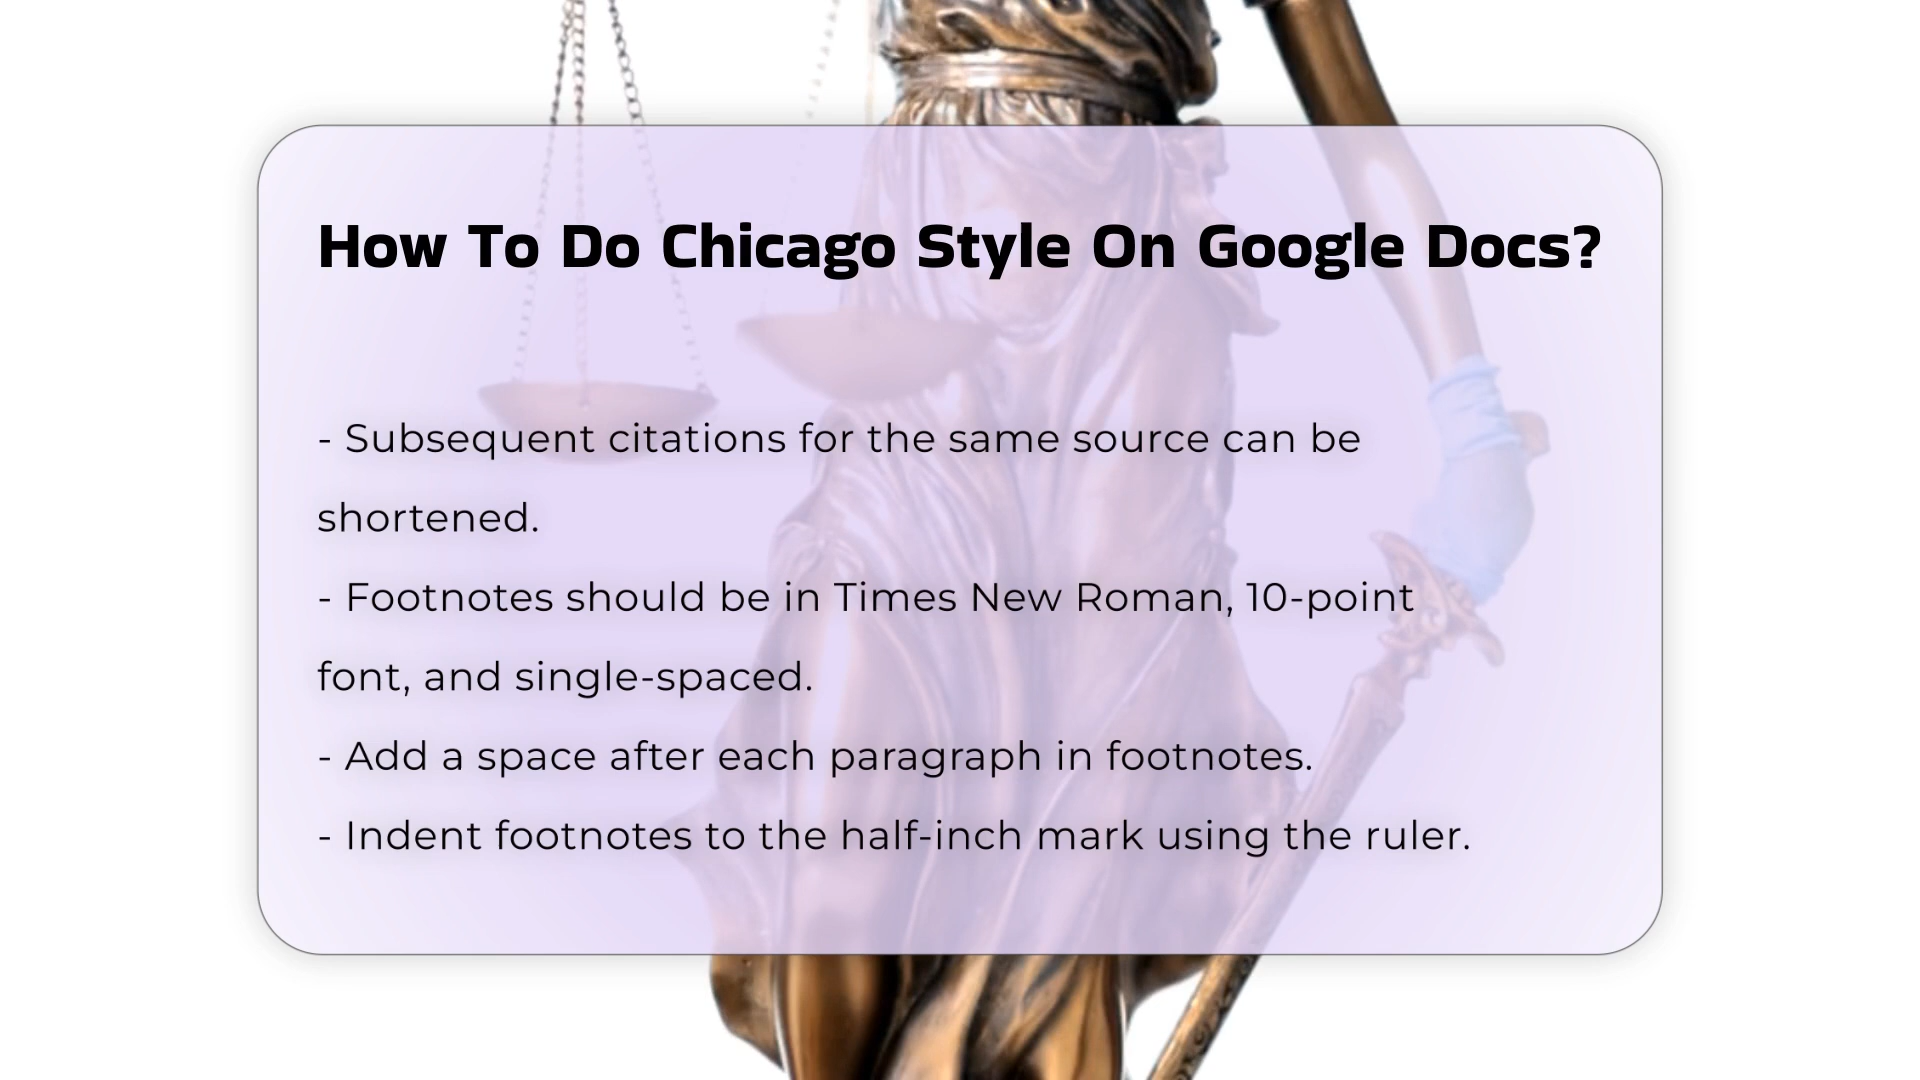 How To Do Chicago Style On Google Docs?
- Subsequent citations for the same source can be
shortened.
- Footnotes should be in Times New Roman, 10-point
font, and single-spaced.
- Add a space after each paragraph in footnotes.
- Indent footnotes to the half-inch mark using the ruler.